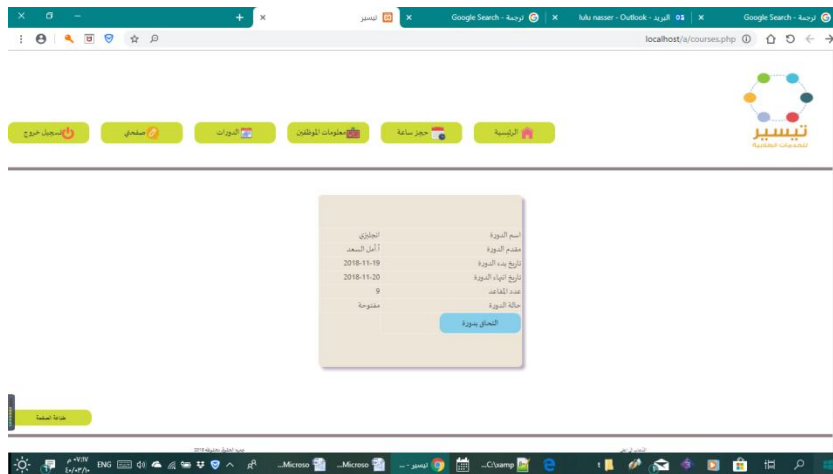 ترجمة - Google Search
البريد - lulu nasser - Outlook
ترجمة - Google Search
تيسير
localhost/a/courses.php
تيسير
للخدمات الطلابية
الرئيسية
حجز ساعة
معلومات الموظفين
الدورات
صفحتي
تسجيل خروج
اسم الدورة انجليزي
مقدم الدورة أ.أمل السعد
تاريخ بدء الدورة 2018-11-19
تاريخ انتهاء الدورة 2018-11-20
عدد المقاعد 9
حالة الدورة مفتوحة
التحاق بدورة
طباعة الصفحة
ENG
Microso...
Microso...
تيسير - ...
C:\xamp...